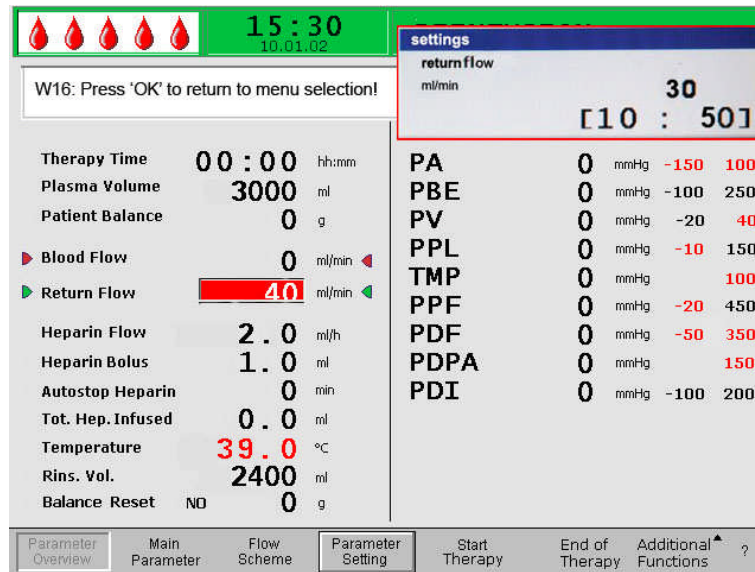 15:30
10.01.02
settings
return flow
ml/min 30
[10 : 50]
W16: Press 'OK' to return to menu selection!
Therapy Time 00:00 hh:mm
Plasma Volume 3000 ml
Patient Balance 0 g
Blood Flow 0 ml/min
Return Flow 40 ml/min
Heparin Flow 2.0 ml/h
Heparin Bolus 1.0 ml
Autostop Heparin 0 min
Tot. Hep. Infused 0.0 ml
Temperature 39.0 °C
Rins. Vol. 2400 ml
Balance Reset NO 0 g
PA 0 mmHg -150 100
PBE 0 mmHg -100 250
PV 0 mmHg -20 40
PPL 0 mmHg -10 150
TMP 0 mmHg 100
PPF 0 mmHg -20 450
PDF 0 mmHg -50 350
PDPA 0 mmHg 150
PDI 0 mmHg -100 200
Parameter Overview
Main Parameter
Flow Scheme
Parameter Setting
Start Therapy
End of Therapy
Additional Functions
?